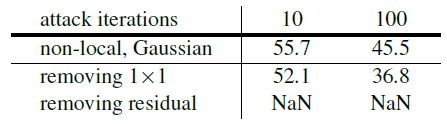 attack iterations 10 100
non-local, Gaussian 55.7 45.5
removing 1×1 52.1 36.8
removing residual NaN NaN